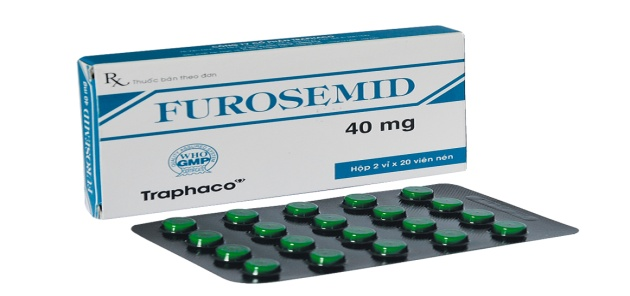 Rx Thuốc bán theo đơn
FUROSEMID
40 mg
WHO
GMP
Hộp 2 vỉ x 20 viên nén
Traphaco
FUROSEMID